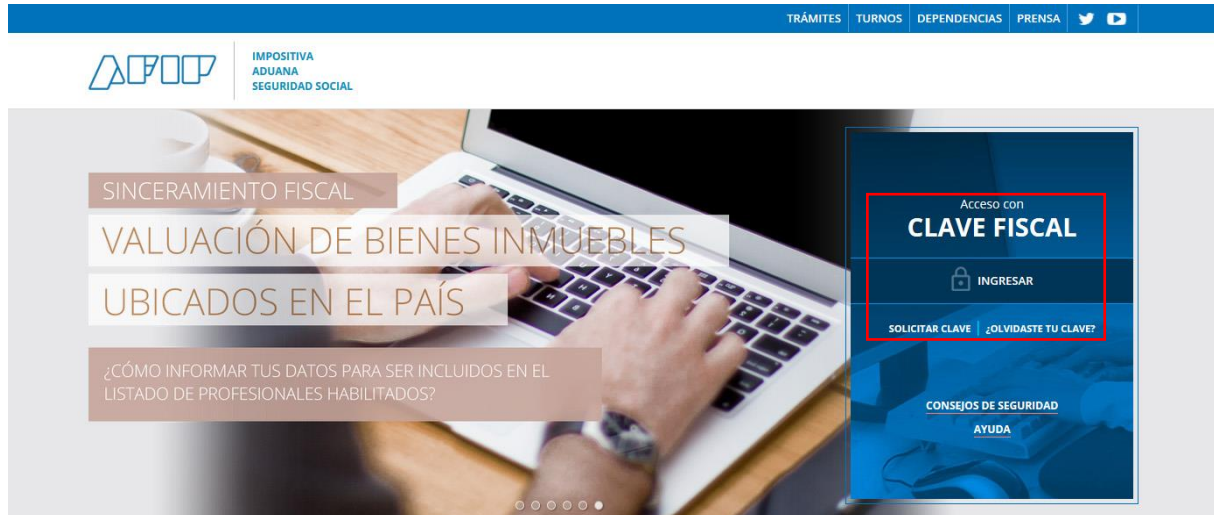 TRÁMITES TURNOS DEPENDENCIAS PRENSA
AFIP
IMPOSITIVA
ADUANA
SEGURIDAD SOCIAL
SINCERAMIENTO FISCAL
VALUACIÓN DE BIENES INMUEBLES
UBICADOS EN EL PAÍS
¿CÓMO INFORMAR TUS DATOS PARA SER INCLUIDOS EN EL
LISTADO DE PROFESIONALES HABILITADOS?
Acceso con
CLAVE FISCAL
INGRESAR
SOLICITAR CLAVE ¿OLVIDASTE TU CLAVE?
CONSEJOS DE SEGURIDAD
AYUDA